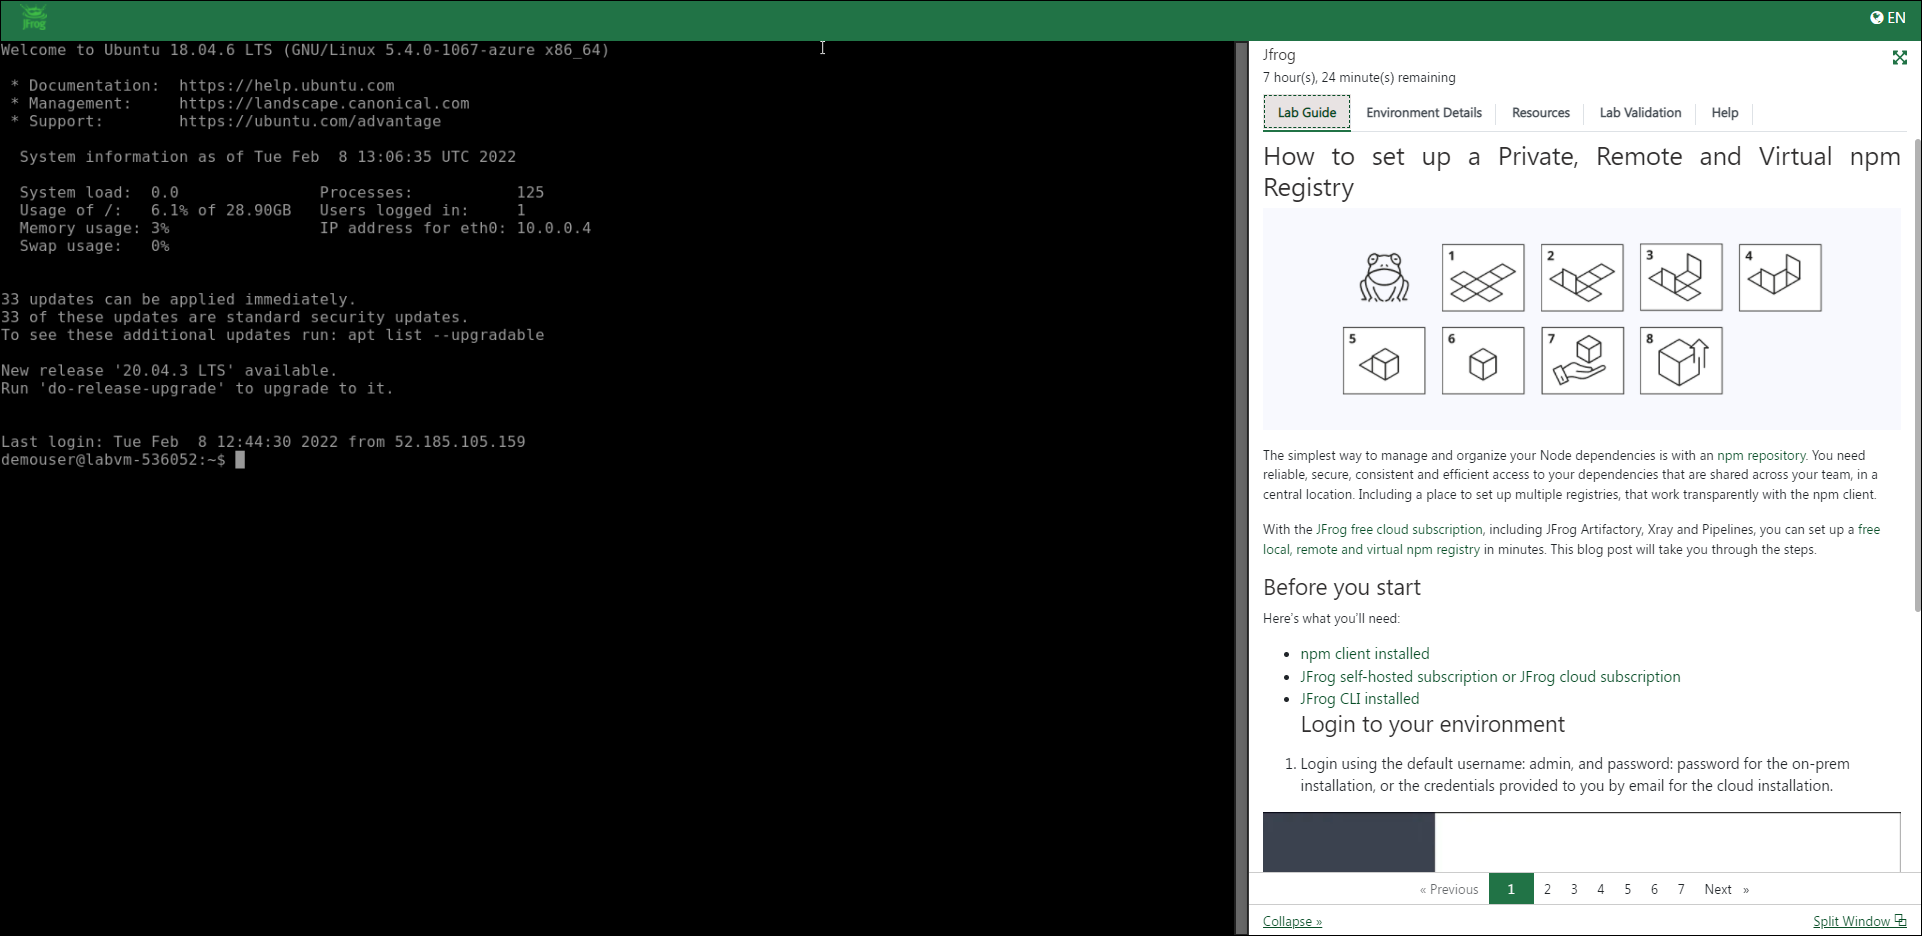 jFrog
EN
Welcome to Ubuntu 18.04.6 LTS (GNU/Linux 5.4.0-1067-azure x86_64)
* Documentation:  https://help.ubuntu.com
* Management:     https://landscape.canonical.com
* Support:        https://ubuntu.com/advantage
System information as of Tue Feb  8 13:06:35 UTC 2022
System load:  0.0               Processes:           125
Usage of /:   6.1% of 28.90GB   Users logged in:     1
Memory usage: 3%                IP address for eth0: 10.0.0.4
Swap usage:   0%
33 updates can be applied immediately.
33 of these updates are standard security updates.
To see these additional updates run: apt list --upgradable
New release '20.04.3 LTS' available.
Run 'do-release-upgrade' to upgrade to it.
Last login: Tue Feb  8 12:44:30 2022 from 52.185.105.159
demouser@labvm-536052:~$
Jfrog
7 hour(s), 24 minute(s) remaining
Lab Guide
Environment Details
Resources
Lab Validation
Help
How to set up a Private, Remote and Virtual npm
Registry
1
2
3
4
5
6
7
8
The simplest way to manage and organize your Node dependencies is with an npm repository. You need
reliable, secure, consistent and efficient access to your dependencies that are shared across your team, in a
central location. Including a place to set up multiple registries, that work transparently with the npm client.
With the JFrog free cloud subscription, including JFrog Artifactory, Xray and Pipelines, you can set up a free
local, remote and virtual npm registry in minutes. This blog post will take you through the steps.
Before you start
Here's what you'll need:
• npm client installed
• JFrog self-hosted subscription or JFrog cloud subscription
• JFrog CLI installed
Login to your environment
1. Login using the default username: admin, and password: password for the on-prem
installation, or the credentials provided to you by email for the cloud installation.
« Previous 1 2 3 4 5 6 7 Next »
Collapse »
Split Window